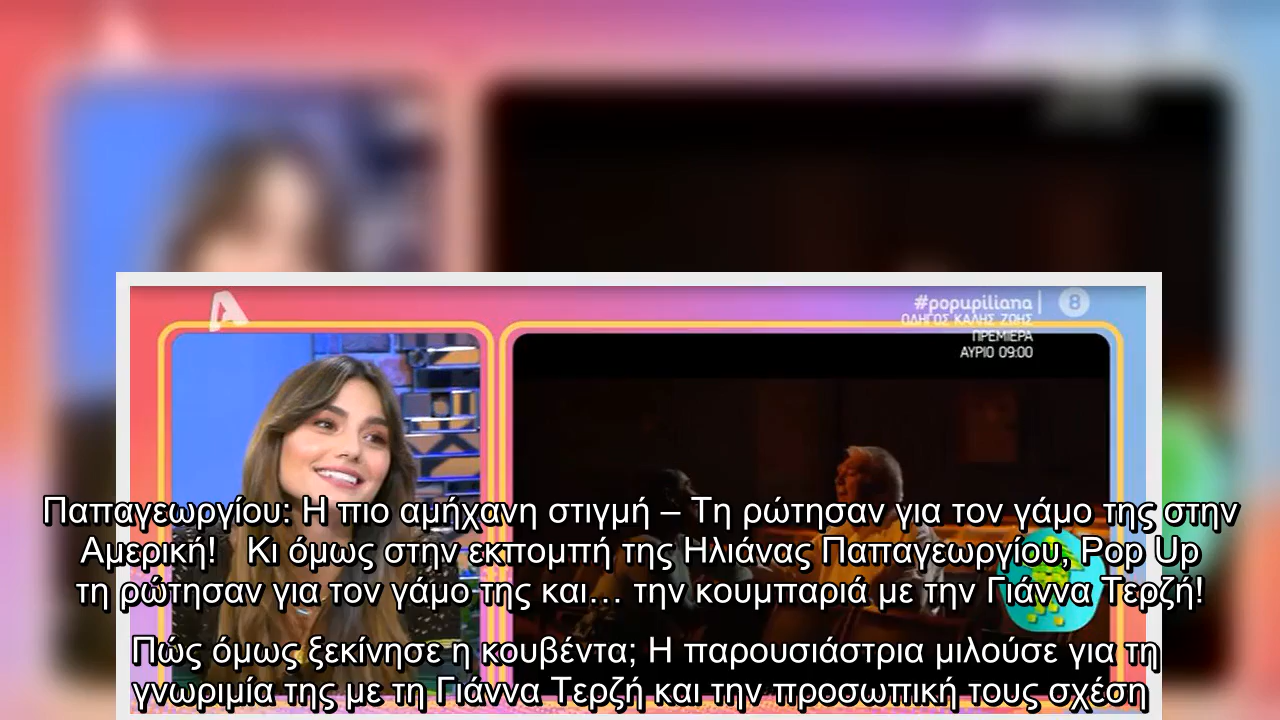 #popupiliana
8
ΟΔΗΓΟΣ ΚΑΛΗΣ ΖΩΗΣ
ΠΡΕΜΙΕΡΑ
ΑΥΡΙΟ 09:00
Παπαγεωργίου: Η πιο αμήχανη στιγμή – Τη ρώτησαν για τον γάμο της στην
Αμερική!   Κι όμως στην εκπομπή της Ηλιάνας Παπαγεωργίου, Pop Up
τη ρώτησαν για τον γάμο της και… την κουμπαριά με την Γιάννα Τερζή!
Πώς όμως ξεκίνησε η κουβέντα; Η παρουσιάστρια μιλούσε για τη
γνωριμία της με τη Γιάννα Τερζή και την προσωπική τους σχέση